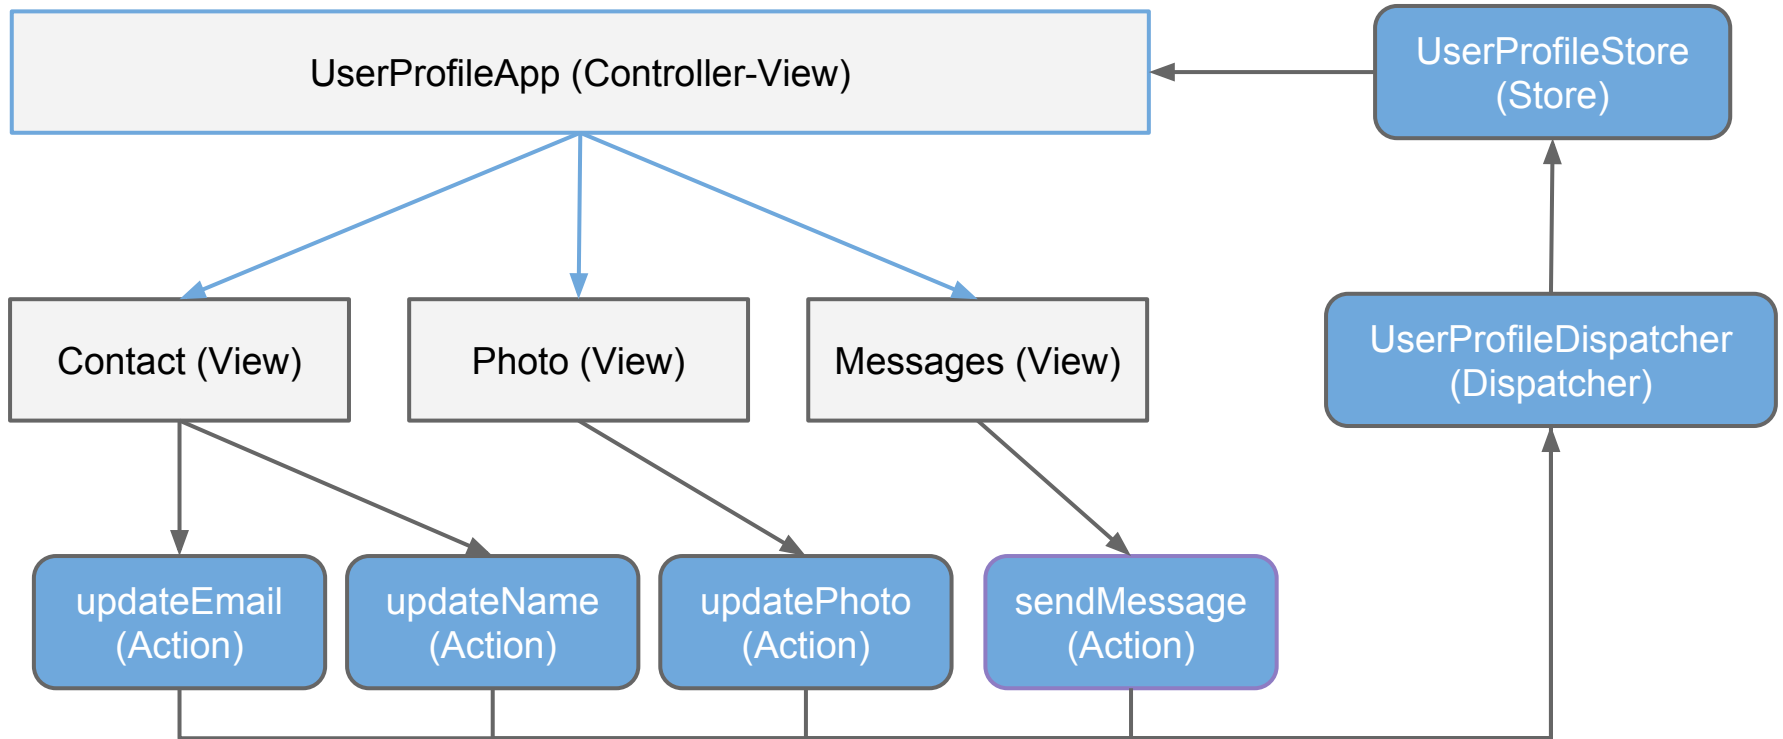 UserProfileApp (Controller-View)
UserProfileStore
(Store)
Contact (View)
Photo (View)
Messages (View)
UserProfileDispatcher
(Dispatcher)
updateEmail
(Action)
updateName
(Action)
updatePhoto
(Action)
sendMessage
(Action)